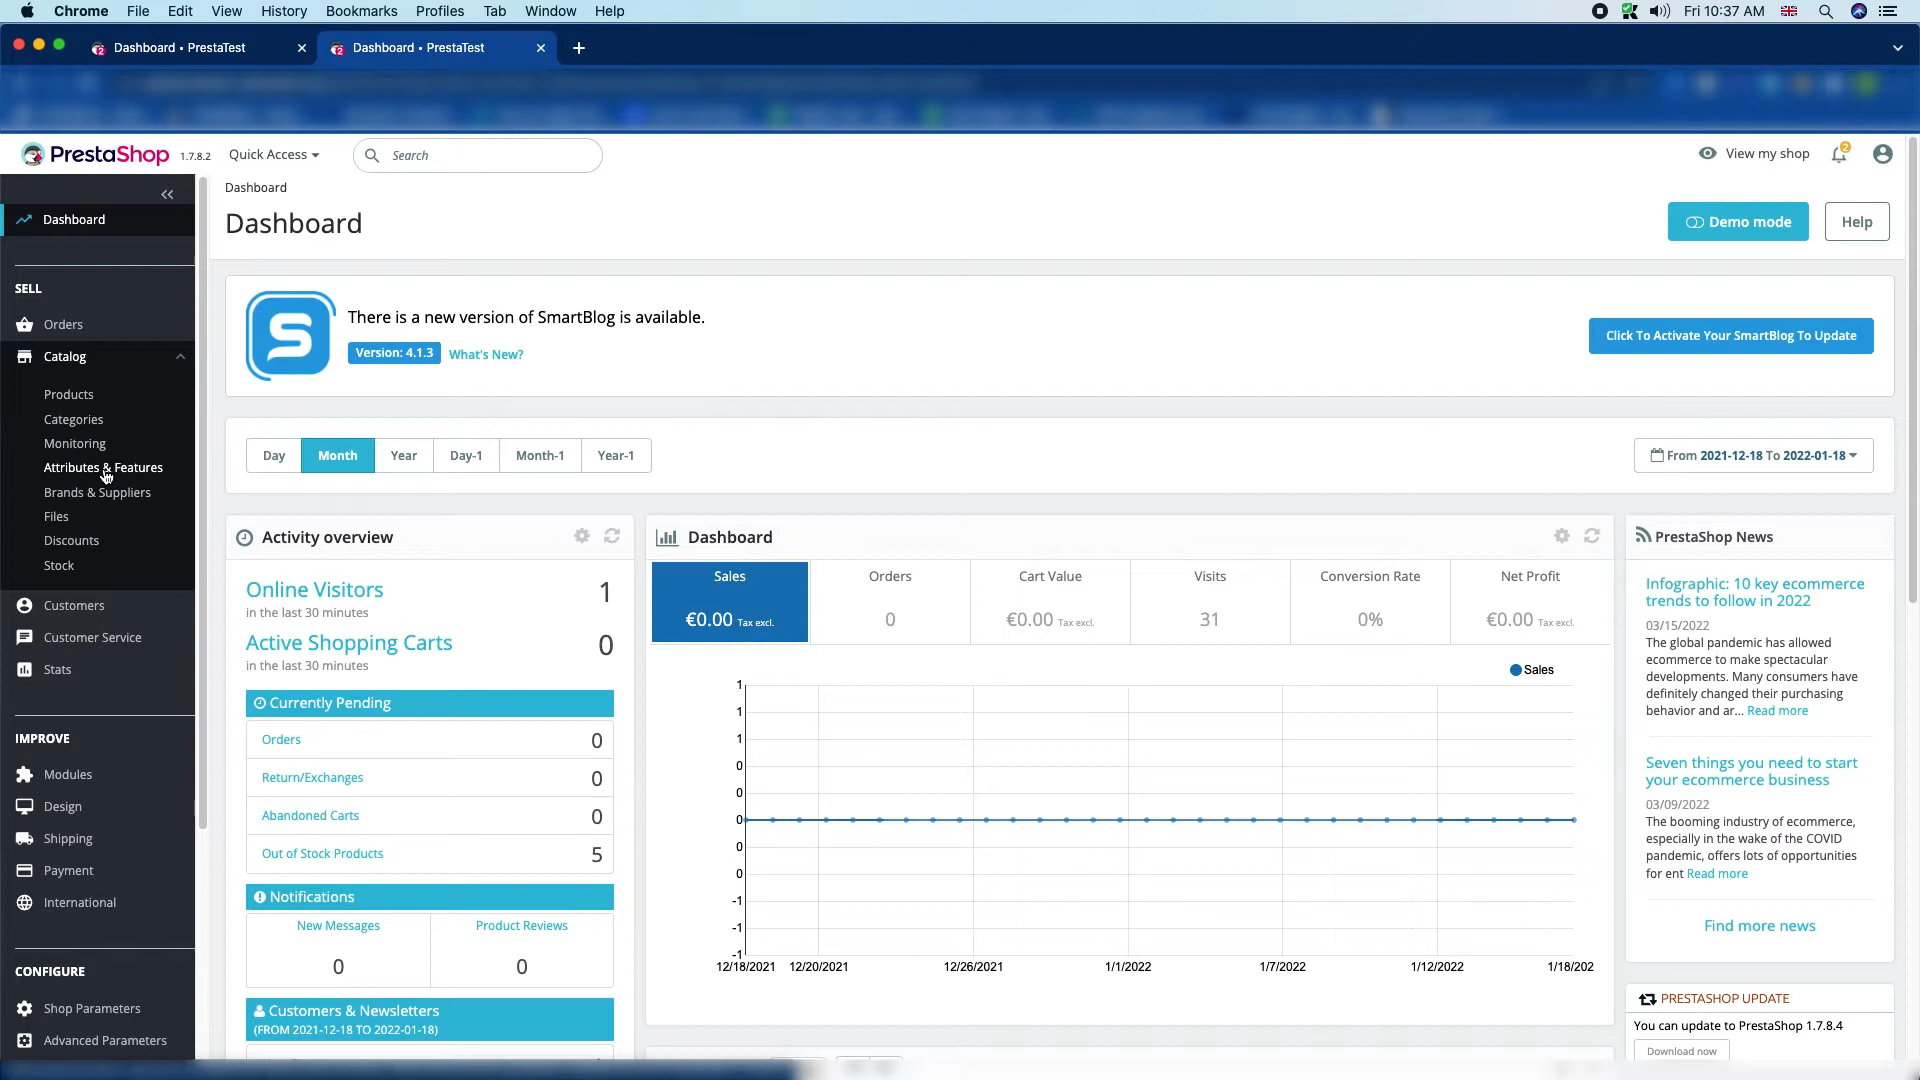 Chrome File Edit View History Bookmarks Profiles Tab Window Help
Fri 10:37 AM
Dashboard • PrestaTest
Dashboard • PrestaTest
PrestaShop 1.7.8.2
Quick Access
Search
View my shop
2
Dashboard
Dashboard
Demo mode
Help
Dashboard
SELL
Orders
Catalog
Products
Categories
Monitoring
Attributes & Features
Brands & Suppliers
Files
Discounts
Stock
Customers
Customer Service
Stats
IMPROVE
Modules
Design
Shipping
Payment
International
CONFIGURE
Shop Parameters
Advanced Parameters
S
There is a new version of SmartBlog is available.
Version: 4.1.3 What's New?
Click To Activate Your SmartBlog To Update
Day Month Year Day-1 Month-1 Year-1
From 2021-12-18 To 2022-01-18
Activity overview
Online Visitors 1
in the last 30 minutes
Active Shopping Carts 0
in the last 30 minutes
Currently Pending
Orders 0
Return/Exchanges 0
Abandoned Carts 0
Out of Stock Products 5
Notifications
New Messages Product Reviews
0 0
Customers & Newsletters
(FROM 2021-12-18 TO 2022-01-18)
Dashboard
Sales Orders Cart Value Visits Conversion Rate Net Profit
€0.00 Tax excl. 0 €0.00 Tax excl. 31 0% €0.00 Tax excl.
Sales
1
1
1
0
0
0
0
0
-1
-1
-1
12/18/2021 12/20/2021 12/26/2021 1/1/2022 1/7/2022 1/12/2022 1/18/202
PrestaShop News
Infographic: 10 key ecommerce
trends to follow in 2022
03/15/2022
The global pandemic has allowed
ecommerce to make spectacular
developments. Many consumers have
definitely changed their purchasing
behavior and ar... Read more
Seven things you need to start
your ecommerce business
03/09/2022
The booming industry of ecommerce,
especially in the wake of the COVID
pandemic, offers lots of opportunities
for ent Read more
Find more news
PRESTASHOP UPDATE
You can update to PrestaShop 1.7.8.4
Download now